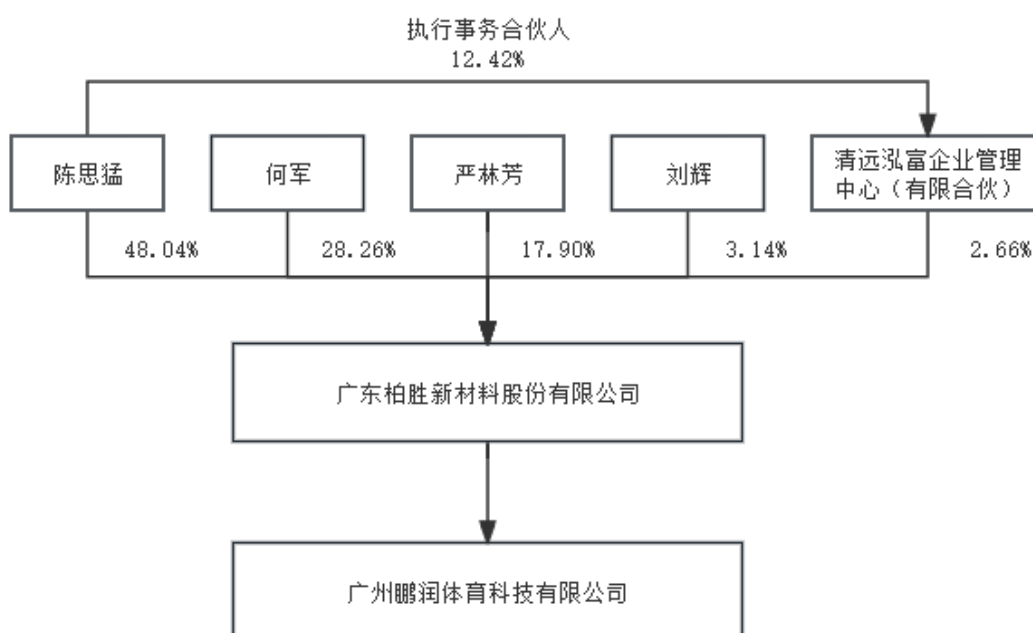 执行事务合伙人
12.42%
陈思猛
何军
严林芳
刘辉
清远泓富企业管理
中心（有限合伙）
48.04%
28.26%
17.90%
3.14%
2.66%
广东柏胜新材料股份有限公司
广州鹏润体育科技有限公司